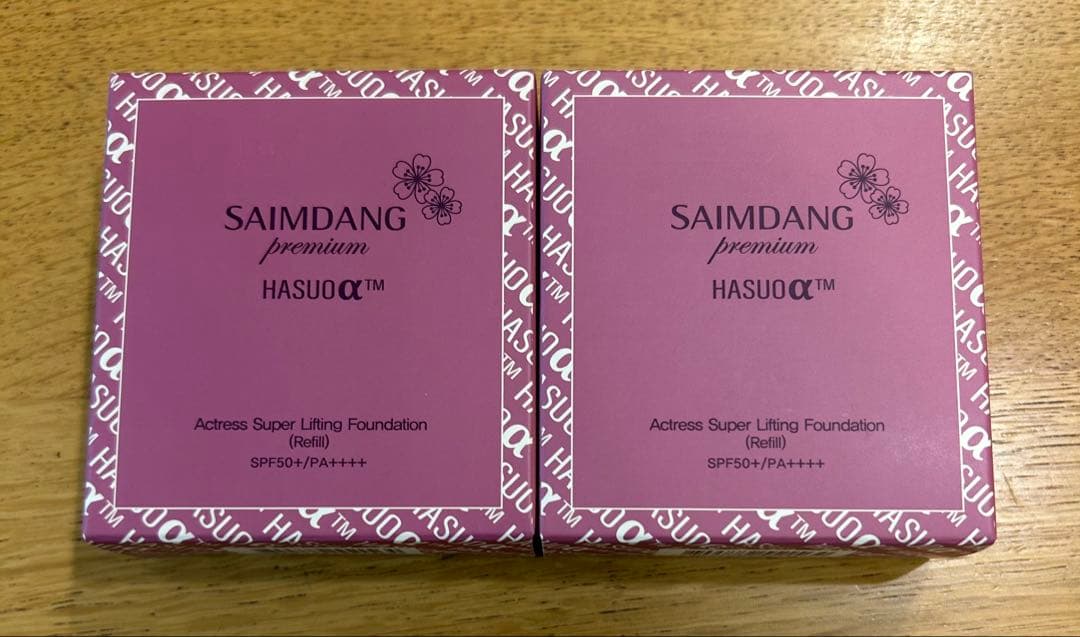 SAIMDANG
premium
HASUOα™
Actress Super Lifting Foundation
(Refill)
SPF50+/PA++++
SAIMDANG
premium
HASUOα™
Actress Super Lifting Foundation
(Refill)
SPF50+/PA++++